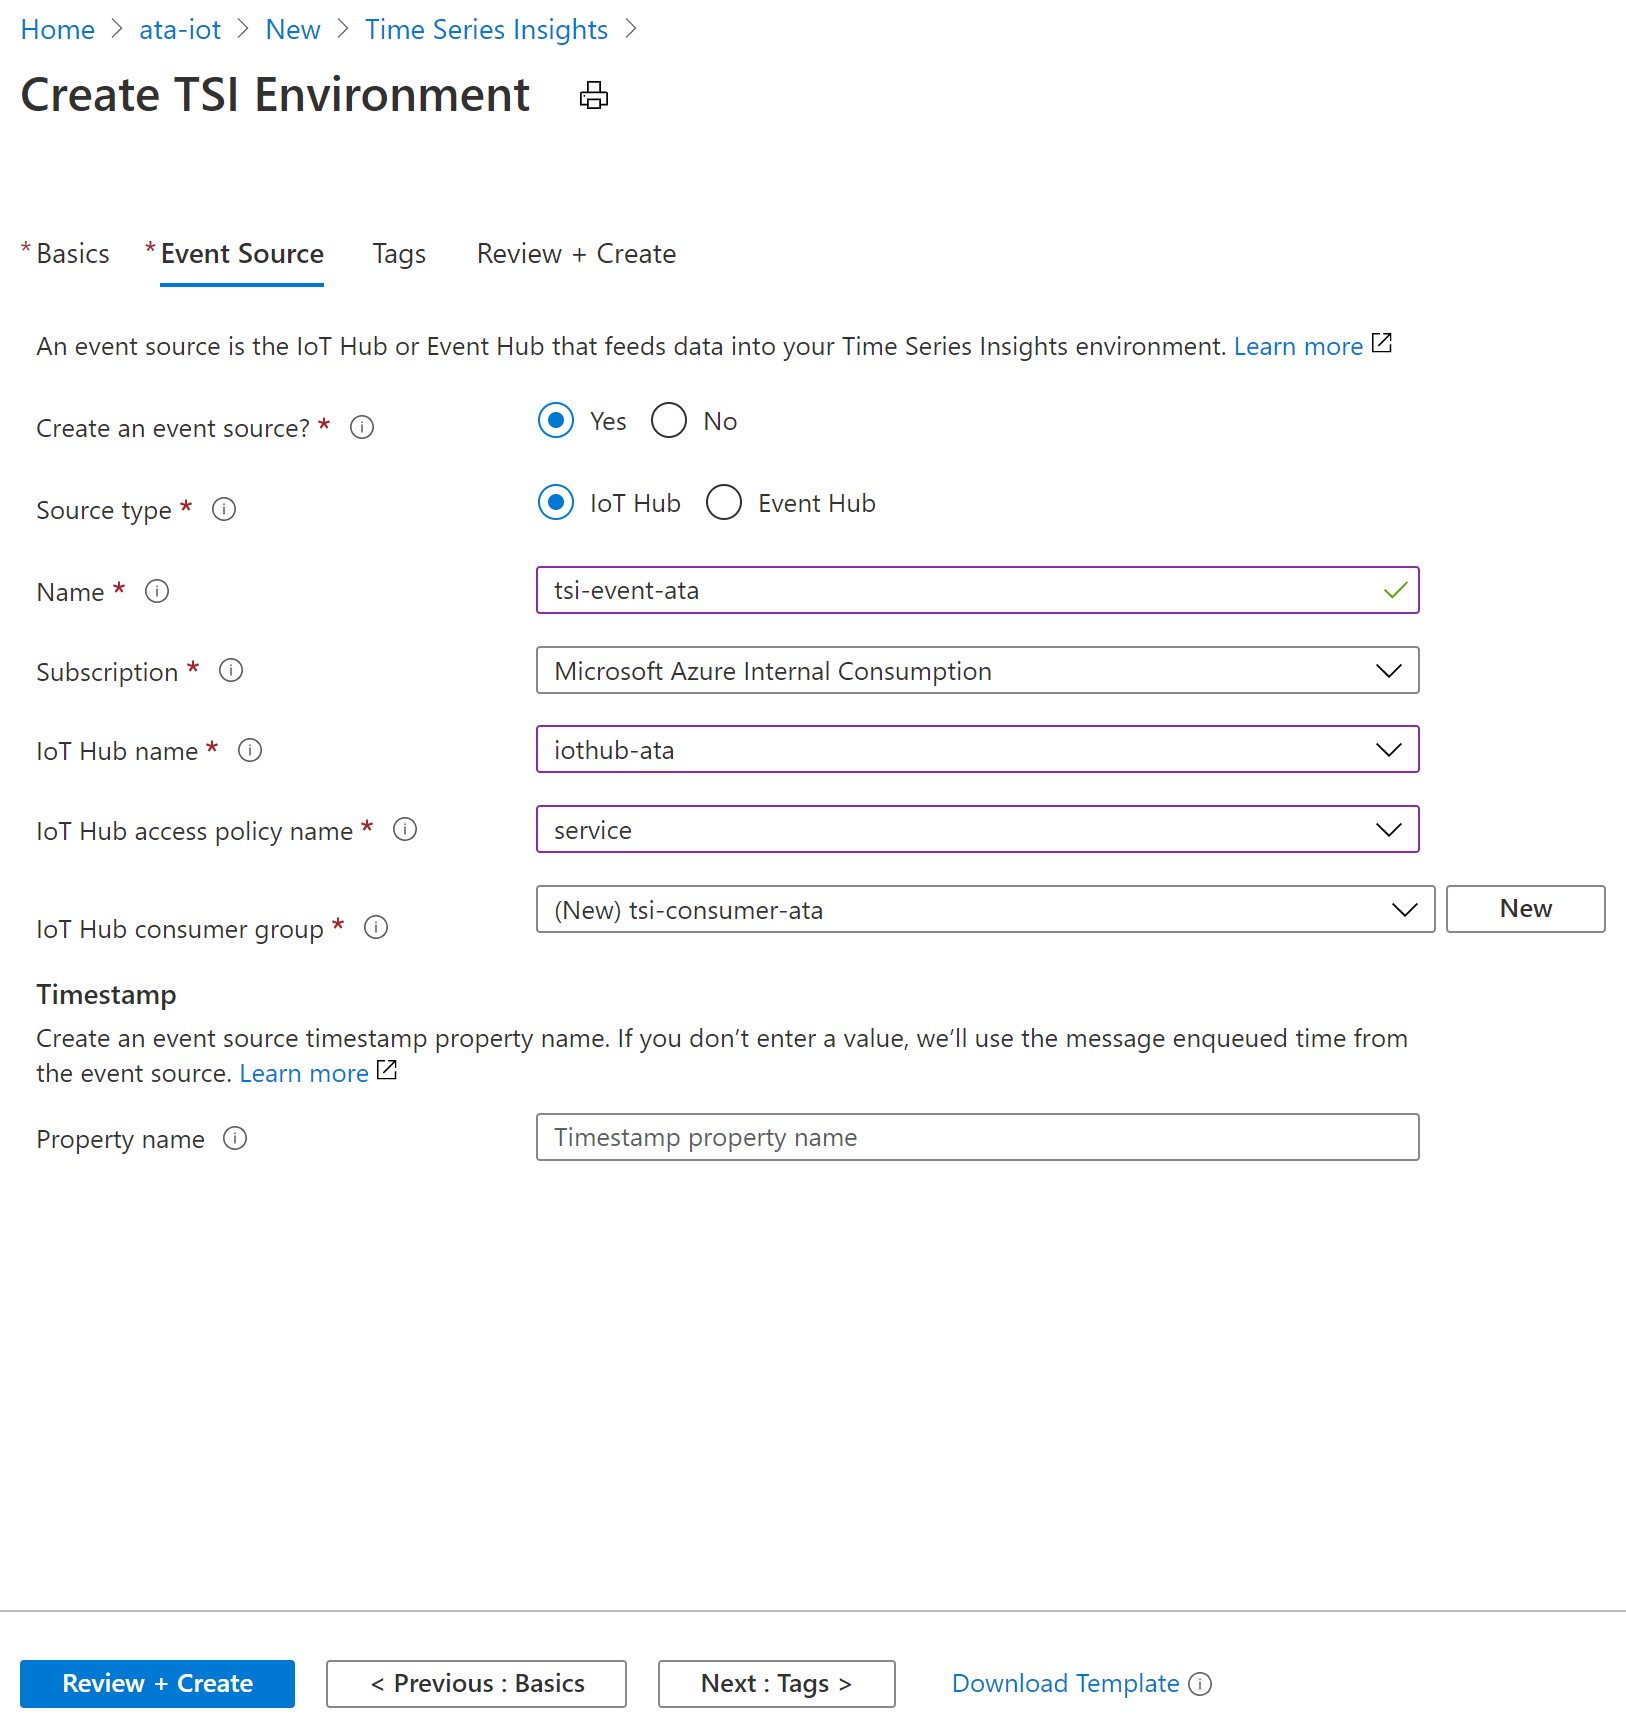 Home > ata-iot > New > Time Series Insights >
Create TSI Environment
* Basics * Event Source Tags Review + Create
An event source is the IoT Hub or Event Hub that feeds data into your Time Series Insights environment. Learn more
Create an event source? * Yes No
Source type * IoT Hub Event Hub
Name * tsi-event-ata
Subscription * Microsoft Azure Internal Consumption
IoT Hub name * iothub-ata
IoT Hub access policy name * service
IoT Hub consumer group * (New) tsi-consumer-ata New
Timestamp
Create an event source timestamp property name. If you don’t enter a value, we’ll use the message enqueued time from
the event source. Learn more
Property name Timestamp property name
Review + Create < Previous : Basics Next : Tags > Download Template